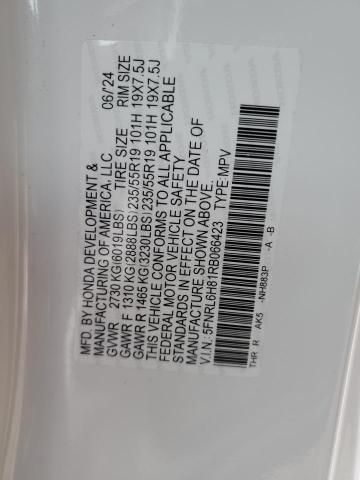 MFD. BY HONDA DEVELOPMENT &
MANUFACTURING OF AMERICA, LLC. 06/'24
GVWR 2730 KG(6019LBS) TIRE SIZE RIM SIZE
GAWR F 1310 KG(2888LBS) 235/55R19 101H 19X7.5J
GAWR R 1465 KG(3230LBS) 235/55R19 101H 19X7.5J
THIS VEHICLE CONFORMS TO ALL APPLICABLE
FEDERAL MOTOR VEHICLE SAFETY
STANDARDS IN EFFECT ON THE DATE OF
MANUFACTURE SHOWN ABOVE.
V.I.N.: 5FNRL6H81RB066423 TYPE: MPV
THR R AK5 -NH883P -A -B